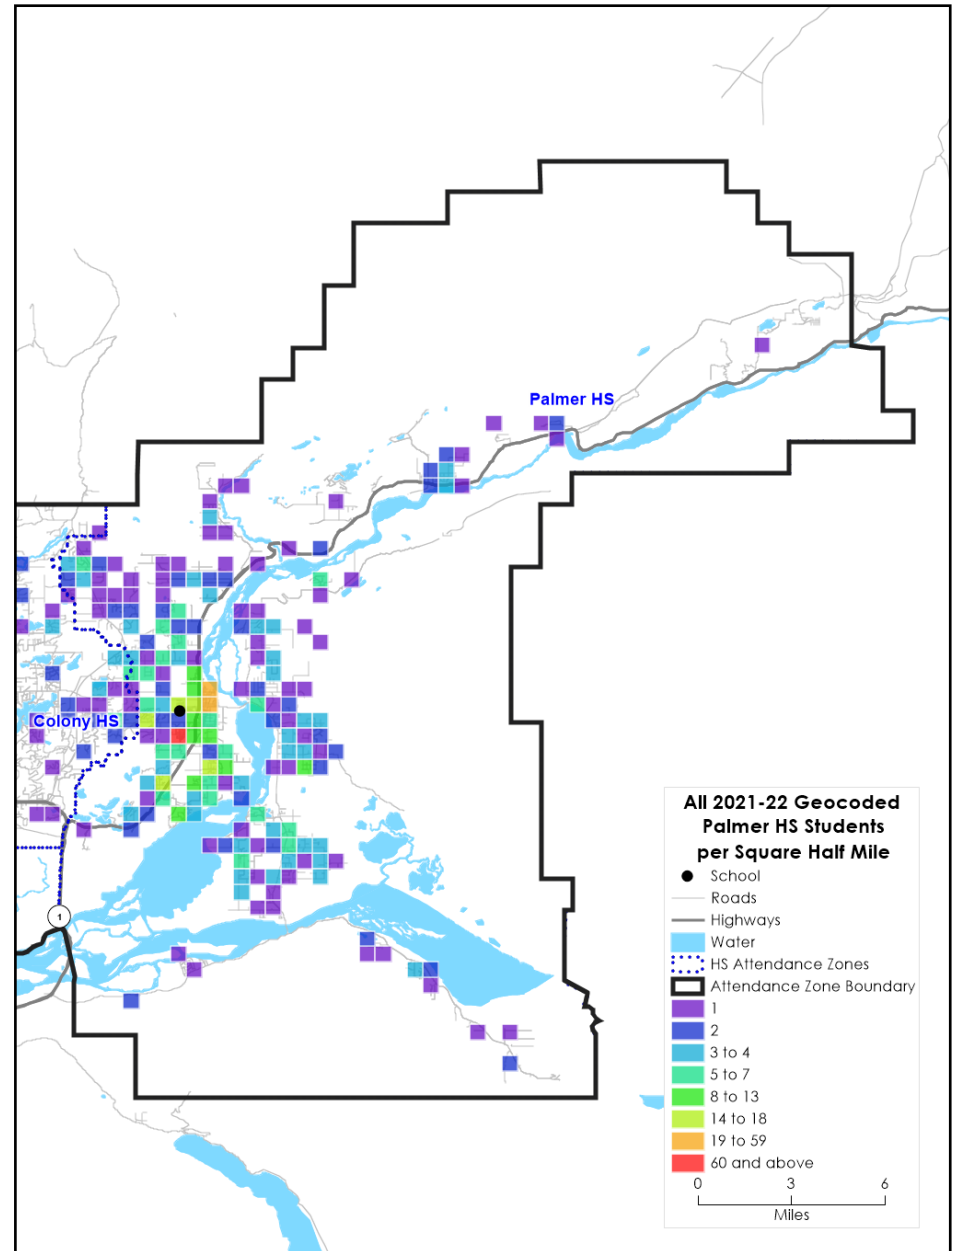 Palmer HS
Colony HS
1
All 2021-22 Geocoded
Palmer HS Students
per Square Half Mile
School
Roads
Highways
Water
HS Attendance Zones
Attendance Zone Boundary
1
2
3 to 4
5 to 7
8 to 13
14 to 18
19 to 59
60 and above
0 3 6
Miles